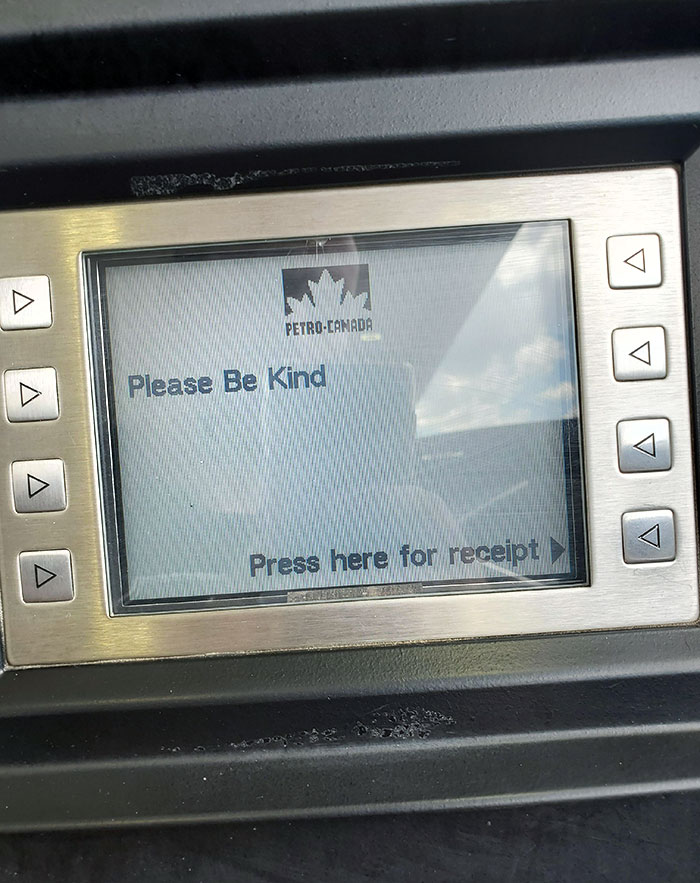 PETRO-CANADA
Please Be Kind
Press here for receipt